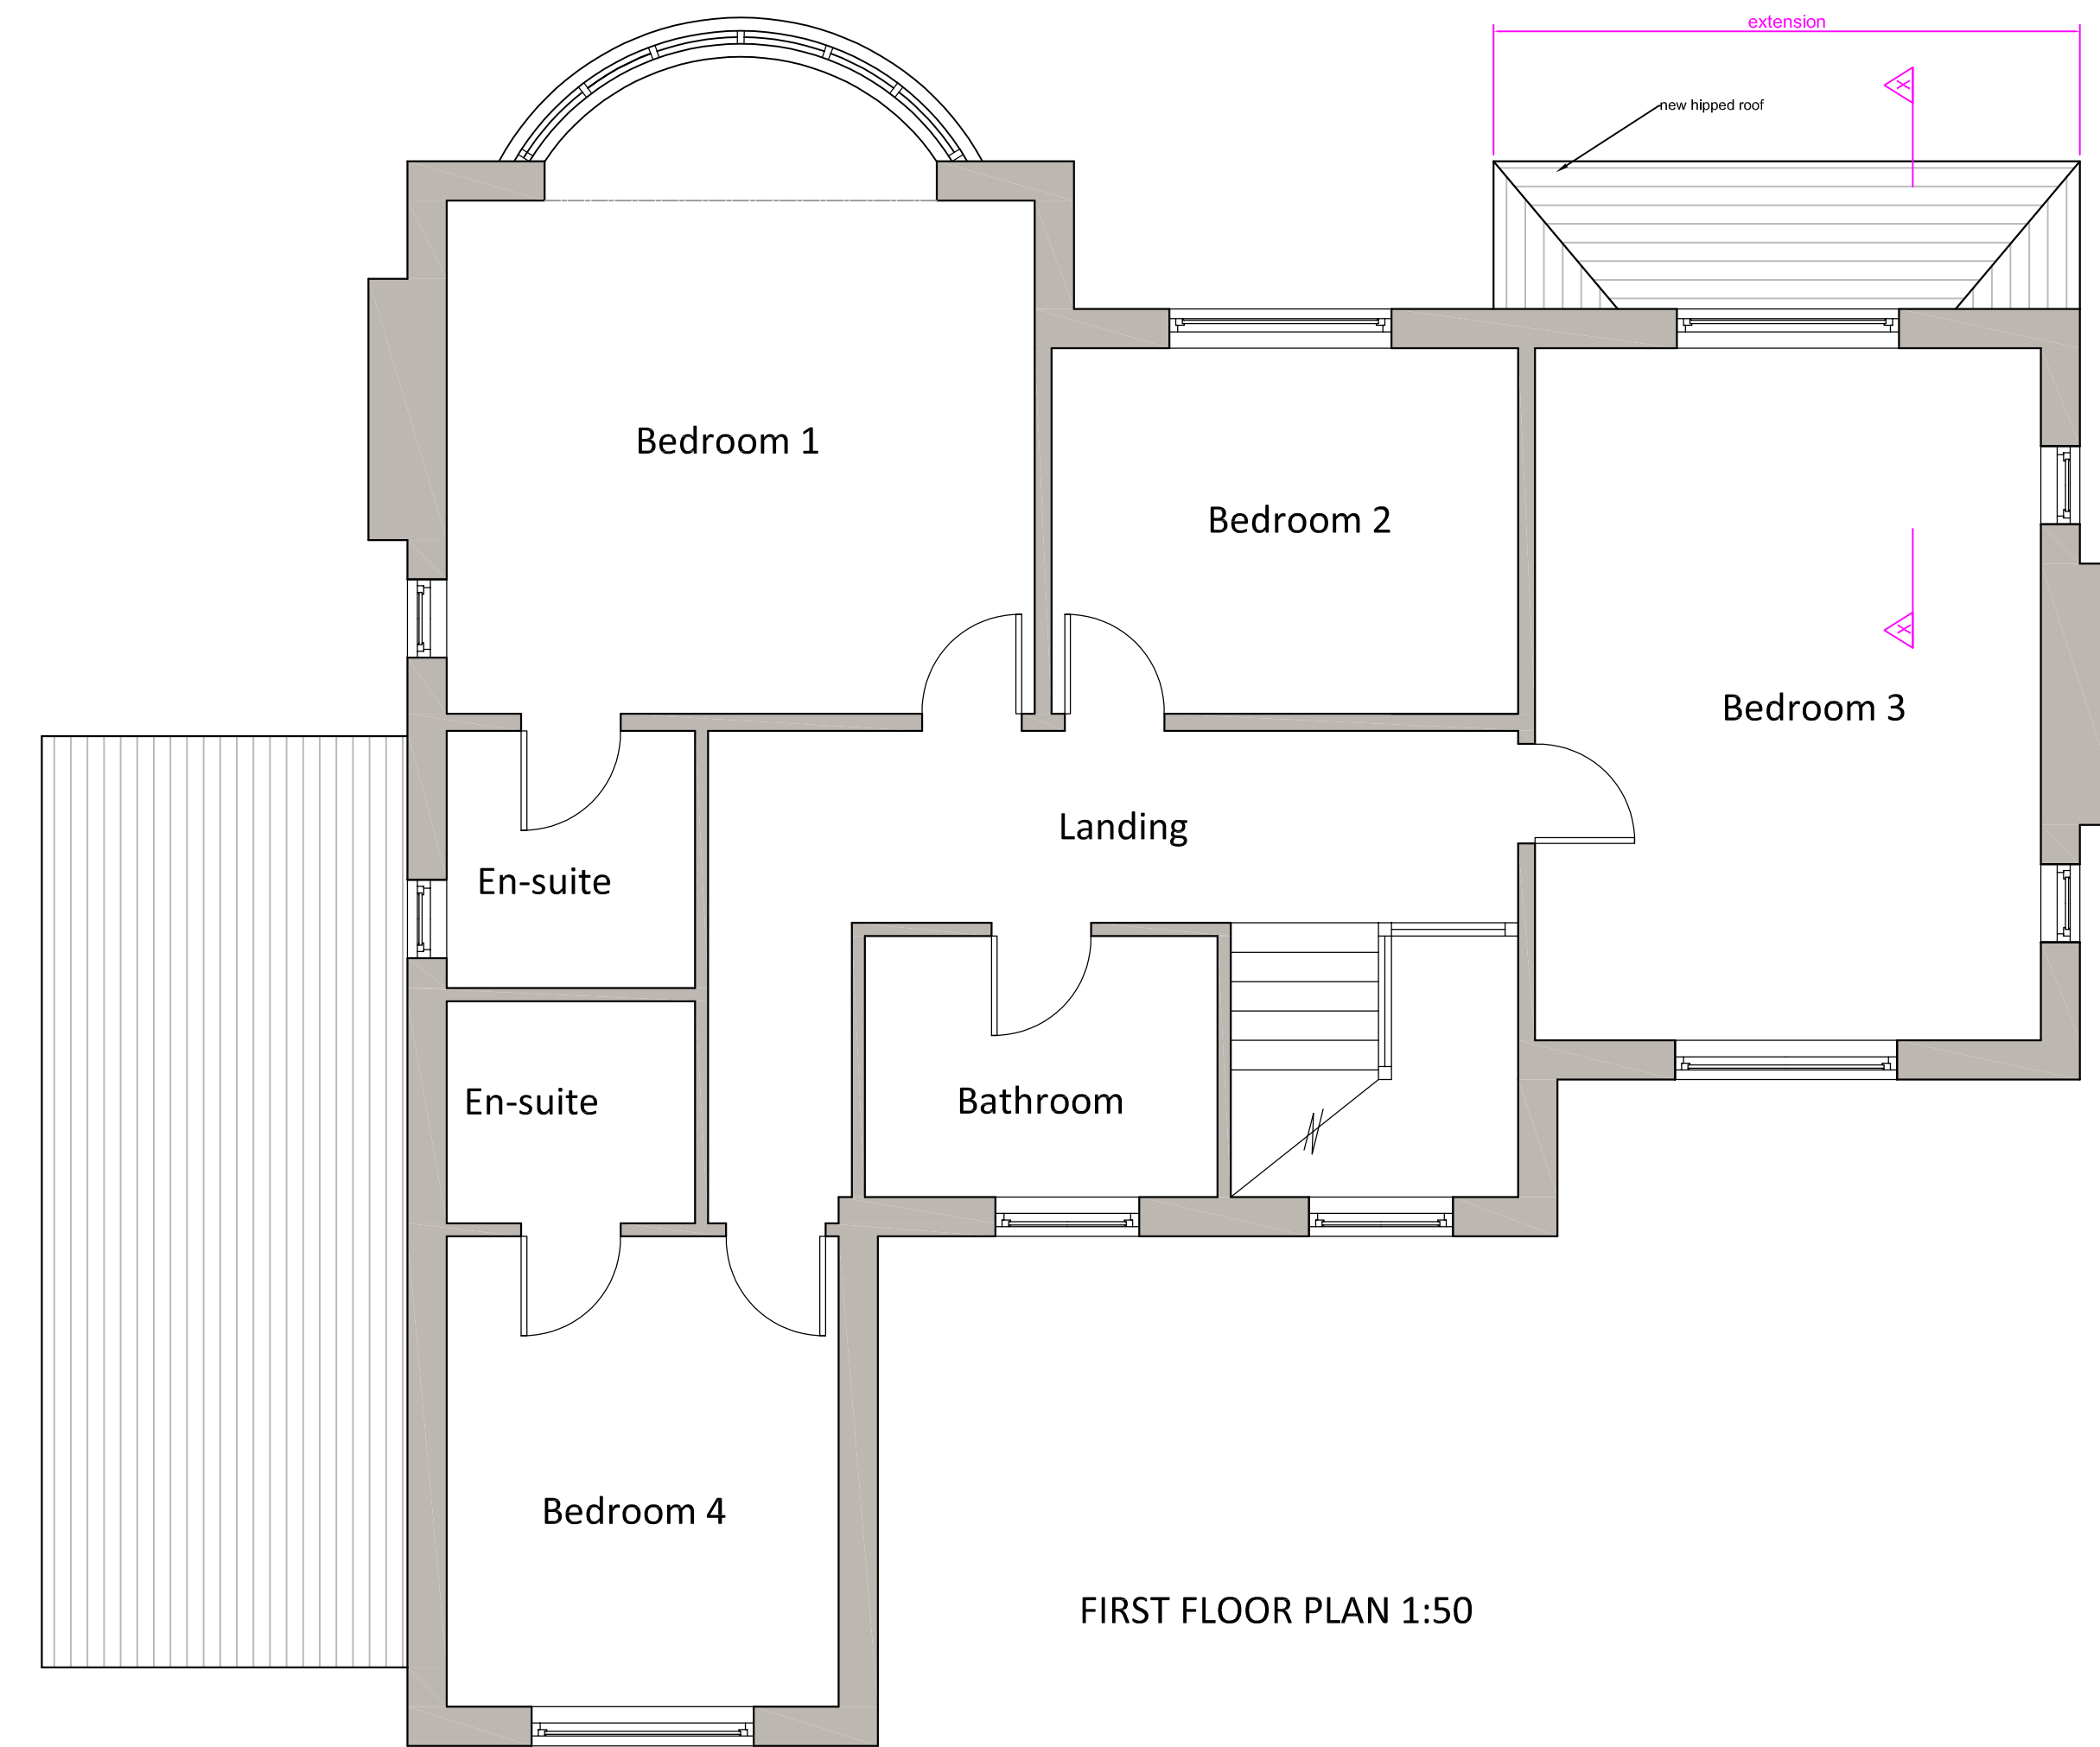 extension
X
new hipped roof
Bedroom 1
Bedroom 2
X
Bedroom 3
Landing
En-suite
En-suite
Bathroom
Bedroom 4
FIRST FLOOR PLAN 1:50